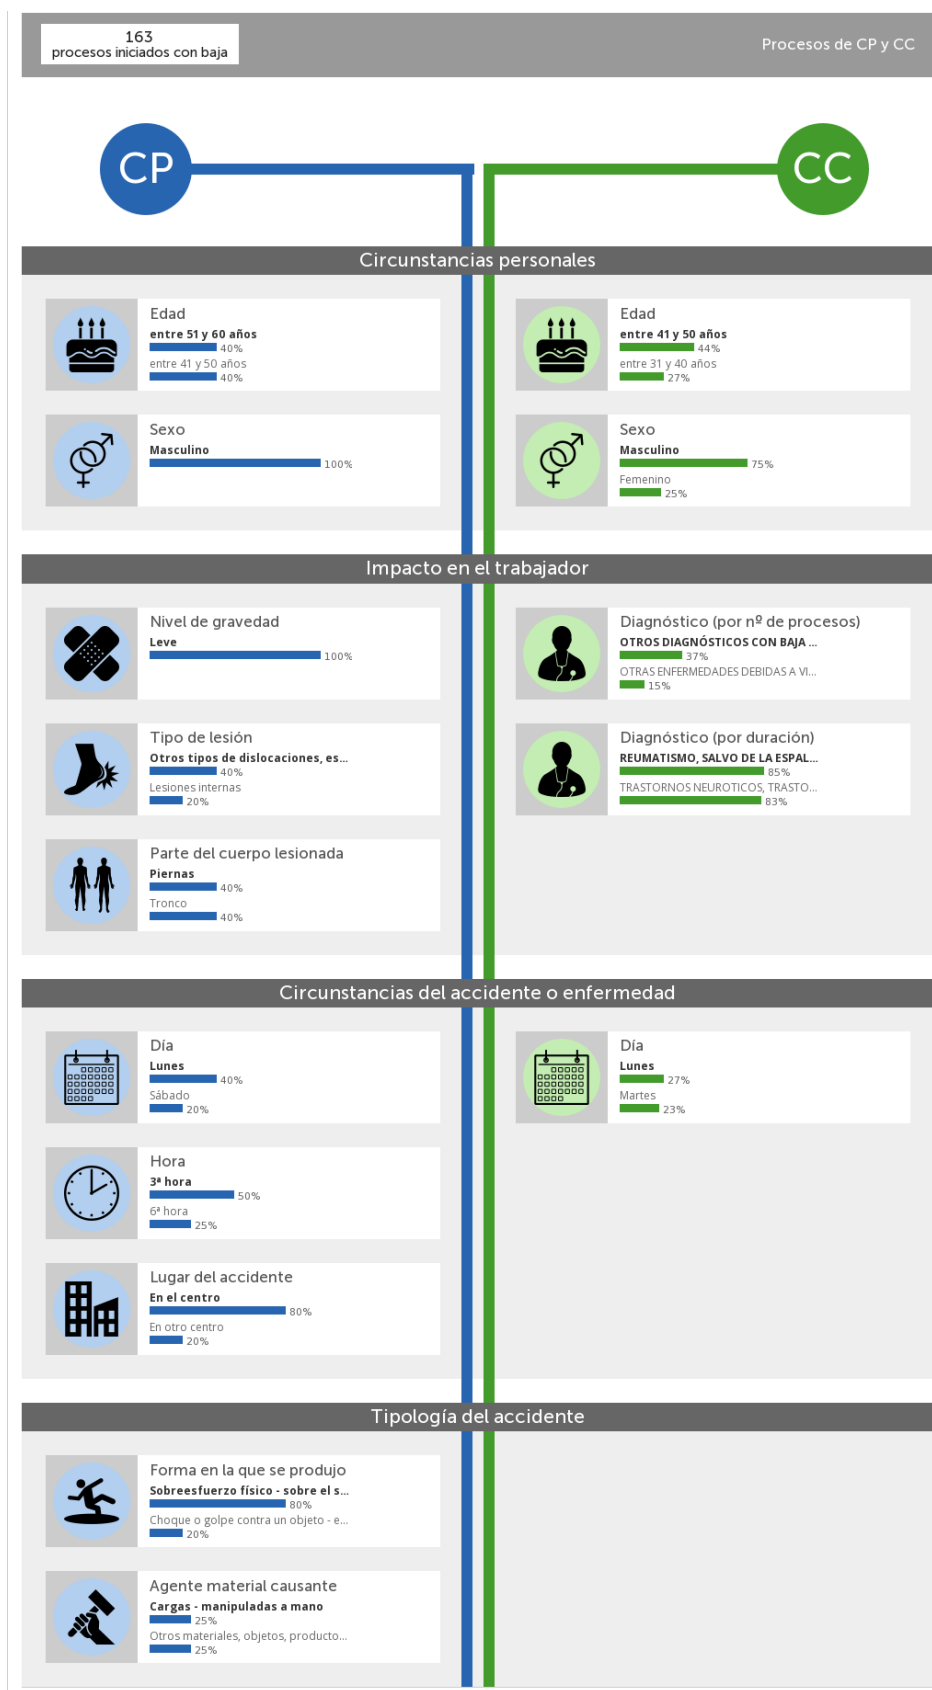 163
procesos iniciados con baja
Procesos de CP y CC
CP
CC
Circunstancias personales
Edad
entre 51 y 60 años
40%
entre 41 y 50 años
40%
Edad
entre 41 y 50 años
44%
entre 31 y 40 años
27%
Sexo
Masculino
100%
Sexo
Masculino
75%
Femenino
25%
Impacto en el trabajador
Nivel de gravedad
Leve
100%
Diagnóstico (por nº de procesos)
OTROS DIAGNÓSTICOS CON BAJA ...
37%
OTRAS ENFERMEDADES DEBIDAS A VI...
15%
Tipo de lesión
Otros tipos de dislocaciones, es...
40%
Lesiones internas
20%
Diagnóstico (por duración)
REUMATISMO, SALVO DE LA ESPAL...
85%
TRASTORNOS NEUROTICOS, TRASTO...
83%
Parte del cuerpo lesionada
Piernas
40%
Tronco
40%
Circunstancias del accidente o enfermedad
Día
Lunes
40%
Sábado
20%
Día
Lunes
27%
Martes
23%
Hora
3ª hora
50%
6ª hora
25%
Lugar del accidente
En el centro
80%
En otro centro
20%
Tipología del accidente
Forma en la que se produjo
Sobreesfuerzo físico - sobre el s...
80%
Choque o golpe contra un objeto - e...
20%
Agente material causante
Cargas - manipuladas a mano
25%
Otros materiales, objetos, producto...
25%